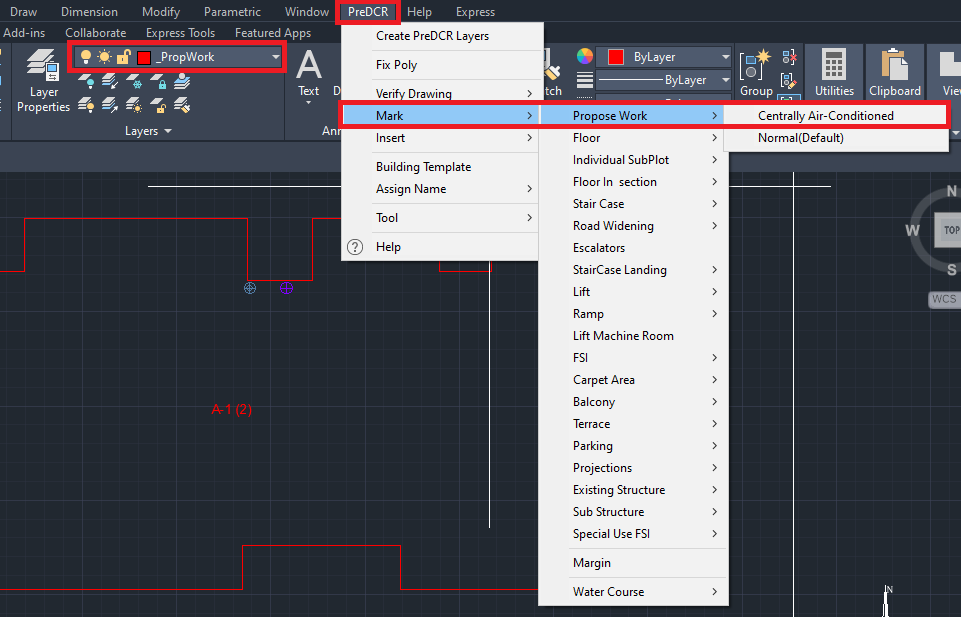 Draw Dimension Modify Parametric Window PreDCR Help Express
Add-ins Collaborate Express Tools Featured Apps
_PropWork
Layer
Properties
Layers
Text
D
Ann
tch
ByLayer
ByLayer
Group
Utilities
Clipboard
Viev
Create PreDCR Layers
Fix Poly
Verify Drawing
Mark
Insert
Building Template
Assign Name
Tool
? Help
Propose Work
Floor
Individual SubPlot
Floor In section
Stair Case
Road Widening
Escalators
StairCase Landing
Lift
Ramp
Lift Machine Room
FSI
Carpet Area
Balcony
Terrace
Parking
Projections
Existing Structure
Sub Structure
Special Use FSI
Margin
Water Course
Centrally Air-Conditioned
Normal(Default)
A-1 (2)
N
W
TOP
S
WCS
N